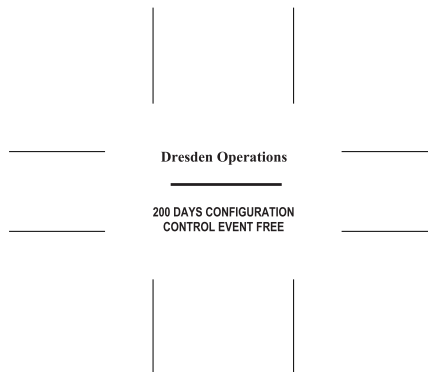 Dresden Operations
200 DAYS CONFIGURATION
CONTROL EVENT FREE